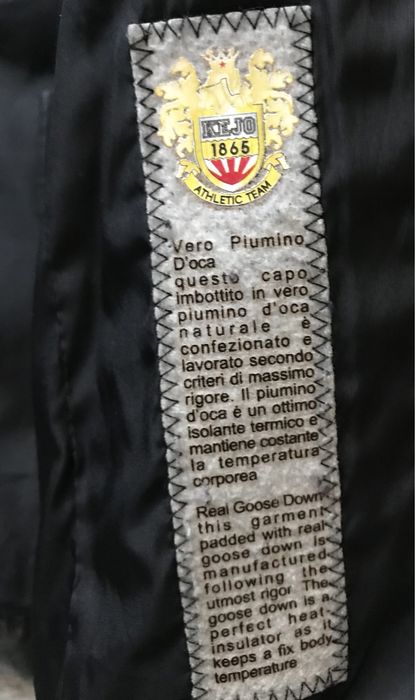 KEJO
1865
ATHLETIC TEAM
Vero Piumino
D'oca
questo capo
imbottito in vero
piumino d'oca
naturale è
confezionato e
lavorato secondo
criteri di massimo
rigore. Il piumino
d'oca è un ottimo
isolante termico e
mantiene costante
la temperatura
corporea
Real Goose Down
this garment
padded with real
goose down is
manufactured
following the
utmost rigor The
goose down is a
perfect heat
insulator as it
keeps a fix body
temperature